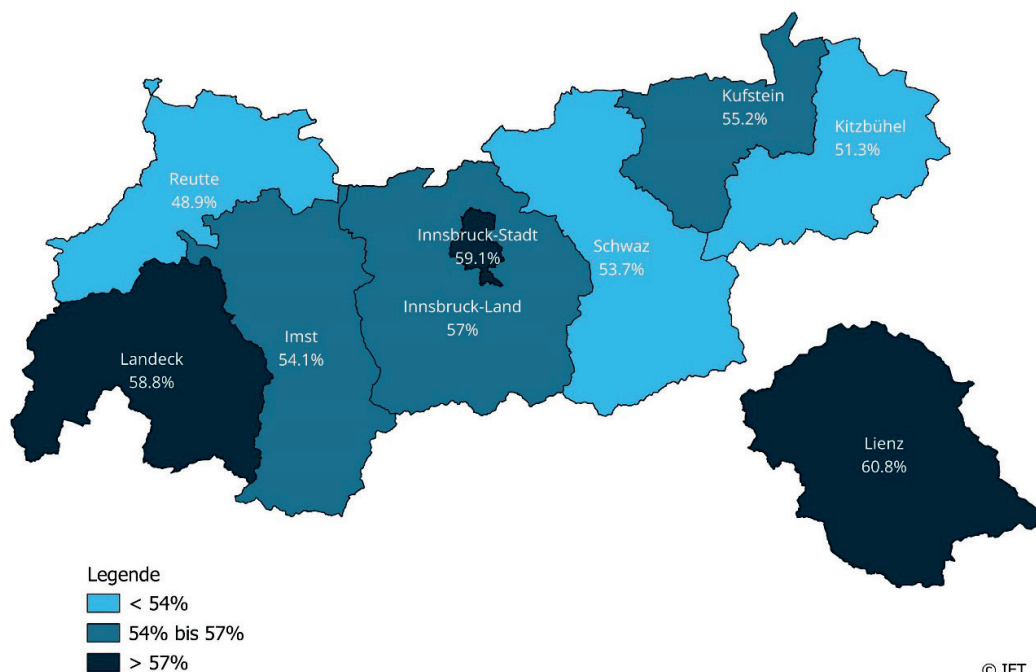 Kufstein
55.2%
Kitzbühel
51.3%
Reutte
48.9%
Innsbruck-Stadt
59.1%
Schwaz
53.7%
Innsbruck-Land
57%
Imst
54.1%
Landeck
58.8%
Lienz
60.8%
Legende
< 54%
54% bis 57%
> 57%